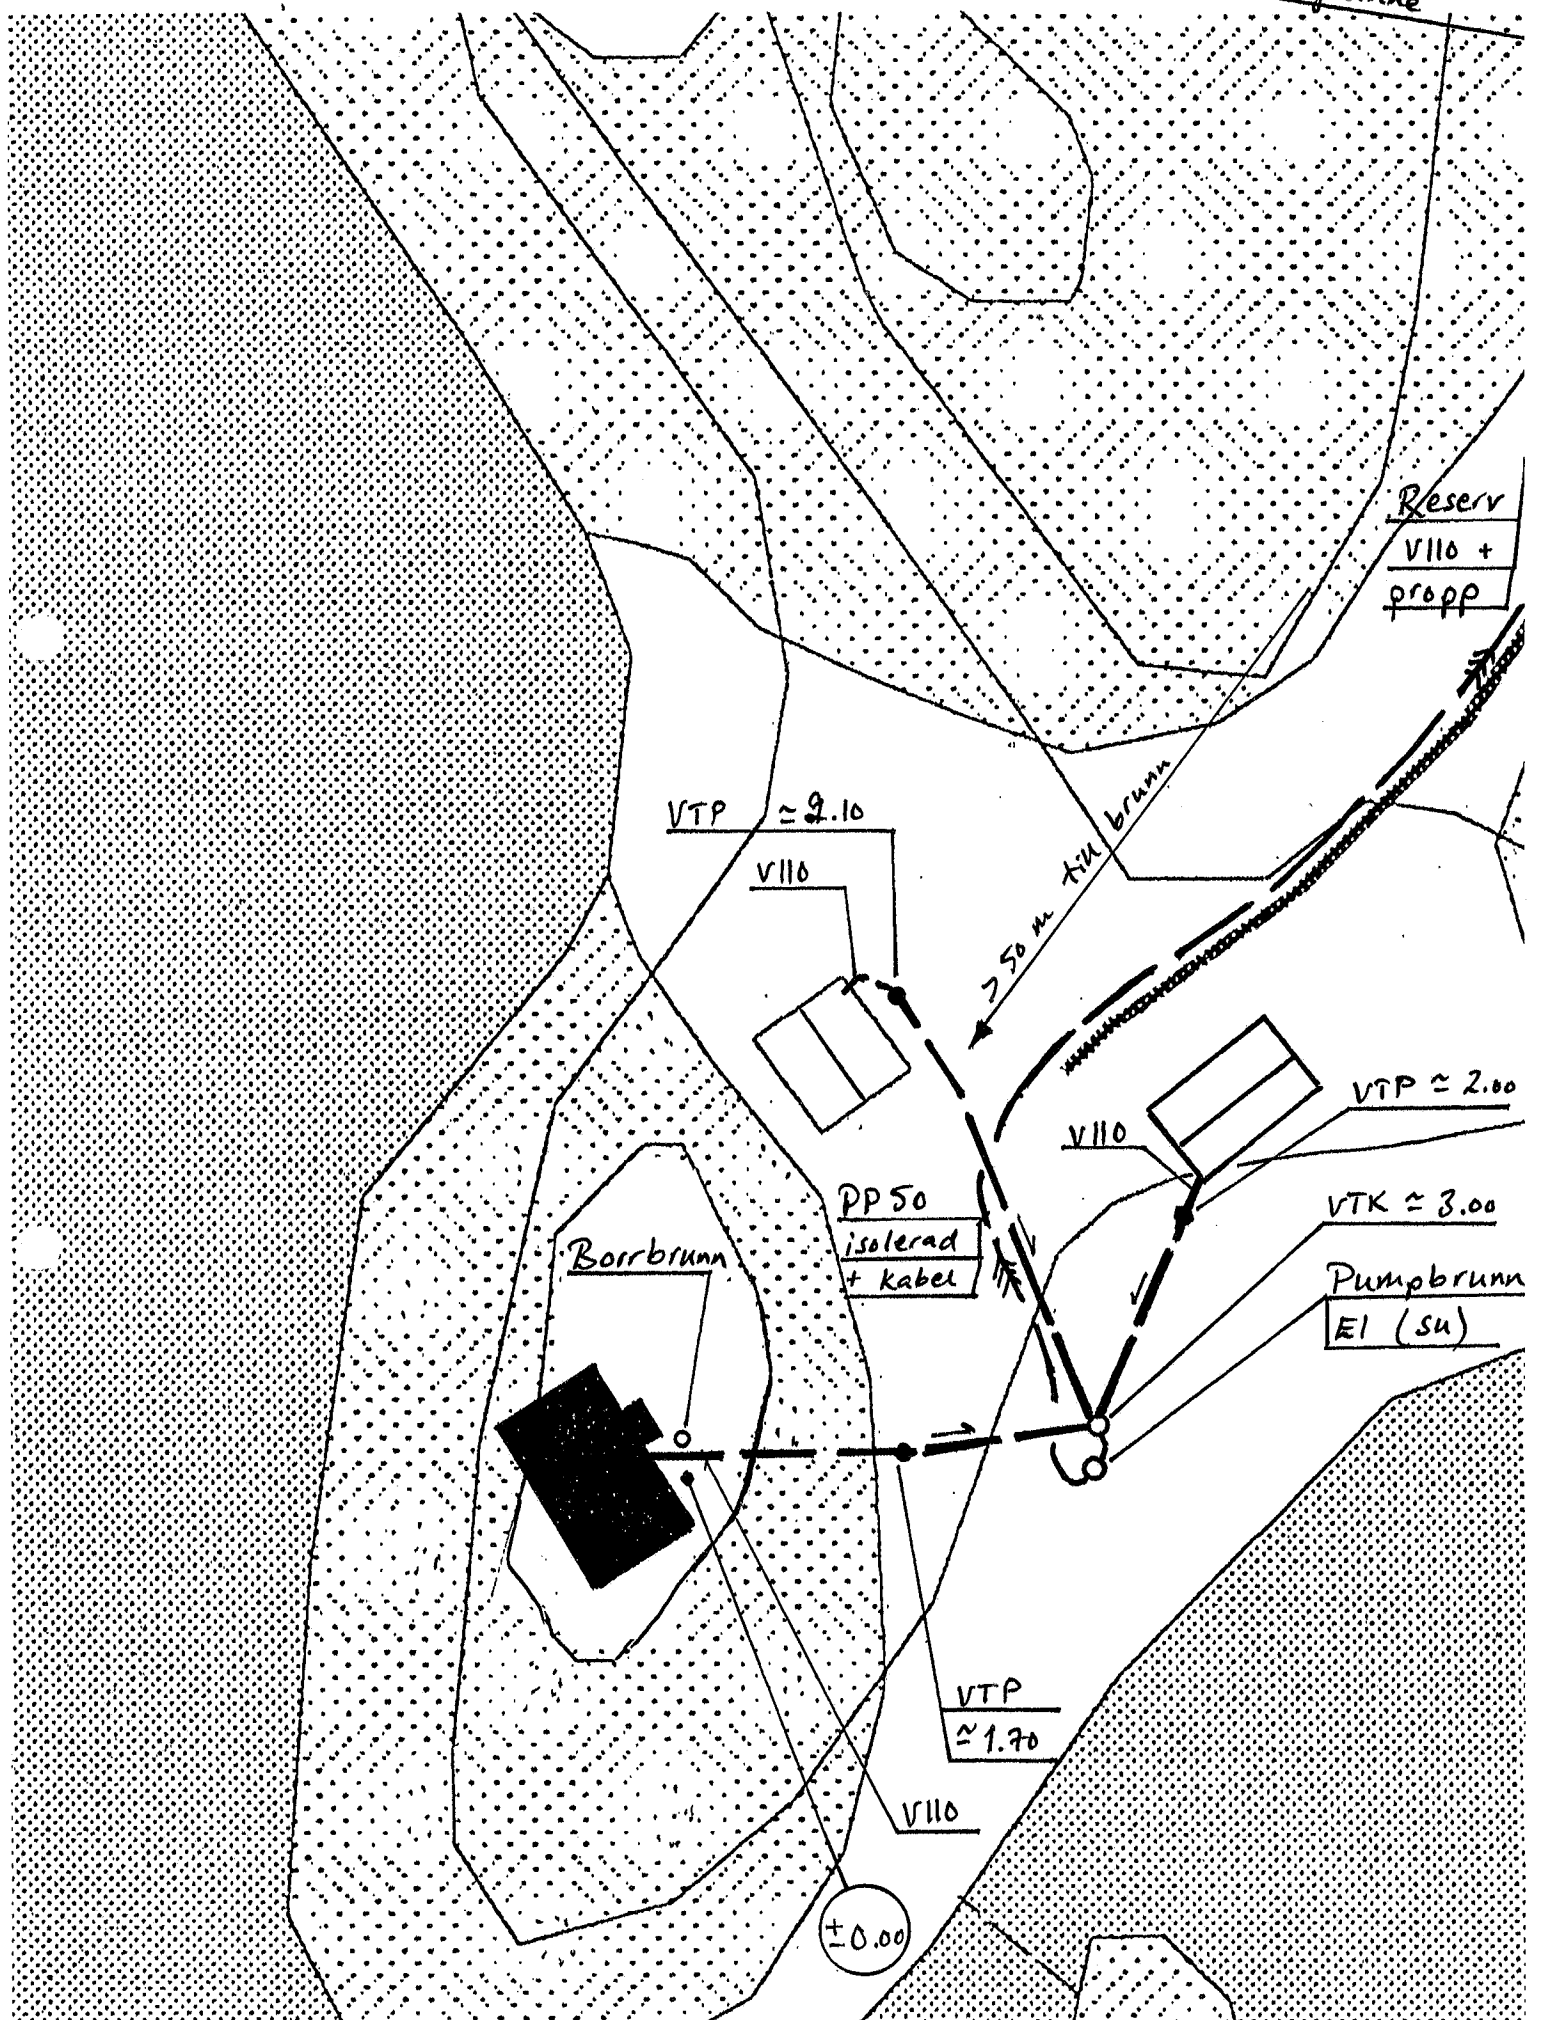 Reserv
V110 +
propp
> 50 m till brunn
VTP ≃ 2.10
V110
VTP ≃ 2.00
V110
PP 50
isolerad
+ kabel
VTK ≃ 3.00
Borrbrunn
Pumpbrunn
El (su)
VTP
≃ 1.70
V110
±0.00